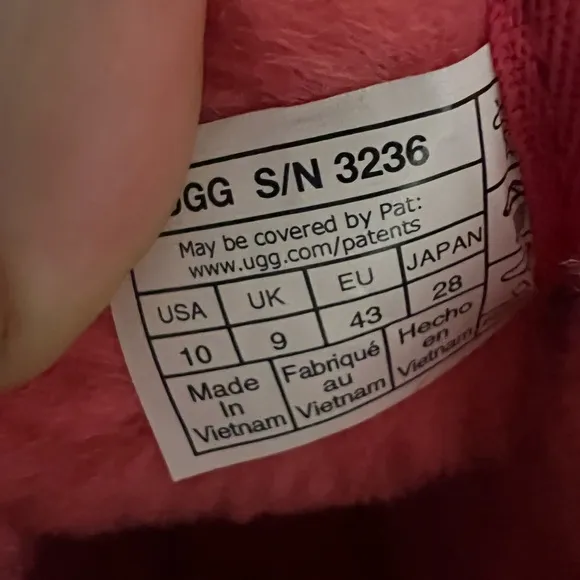 UGG S/N 3236
May be covered by Pat:
www.ugg.com/patents
USA UK EU JAPAN
10 9 43 28
Made In Vietnam
Fabriqué au Vietnam
Hecho en Vietnam